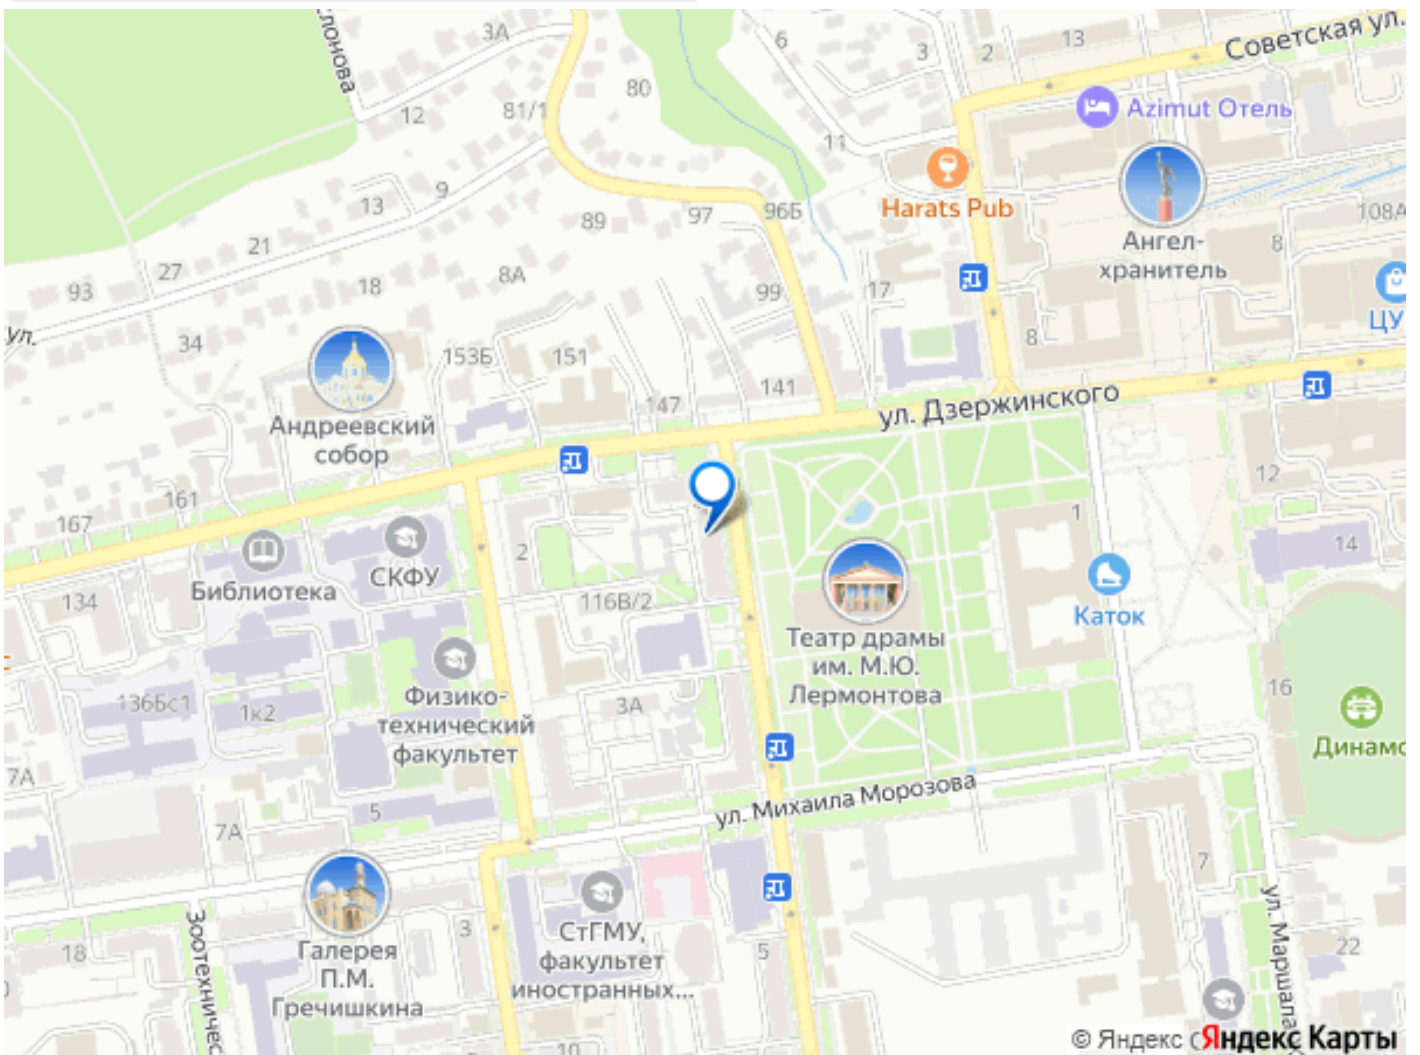 лонова
3А
6
3
2
13
Советская ул.
80
12
81/1
11
Azimut Отель
9
13
97
96Б
Harats Pub
89
21
108А
Ангел-
хранитель
8
27
93
18
8А
99
17
ЦУ
ул.
34
153Б
151
8
141
147
ул. Дзержинского
Андреевский
собор
161
12
167
2
1
14
СКФУ
Библиотека
134
116В/2
Каток
с
Театр драмы
им. М.Ю.
Лермонтова
136Бс1
1к2
Физико-
технический
факультет
3А
16
Динамо
7А
5
ул. Михаила Морозова
7А
7
Зоотехничес
3
18
Галерея
П.М.
Гречишкина
СтГМУ,
факультет
иностранных...
5
22
ул. Маршала
10
© Яндекс С
Яндекс Карты